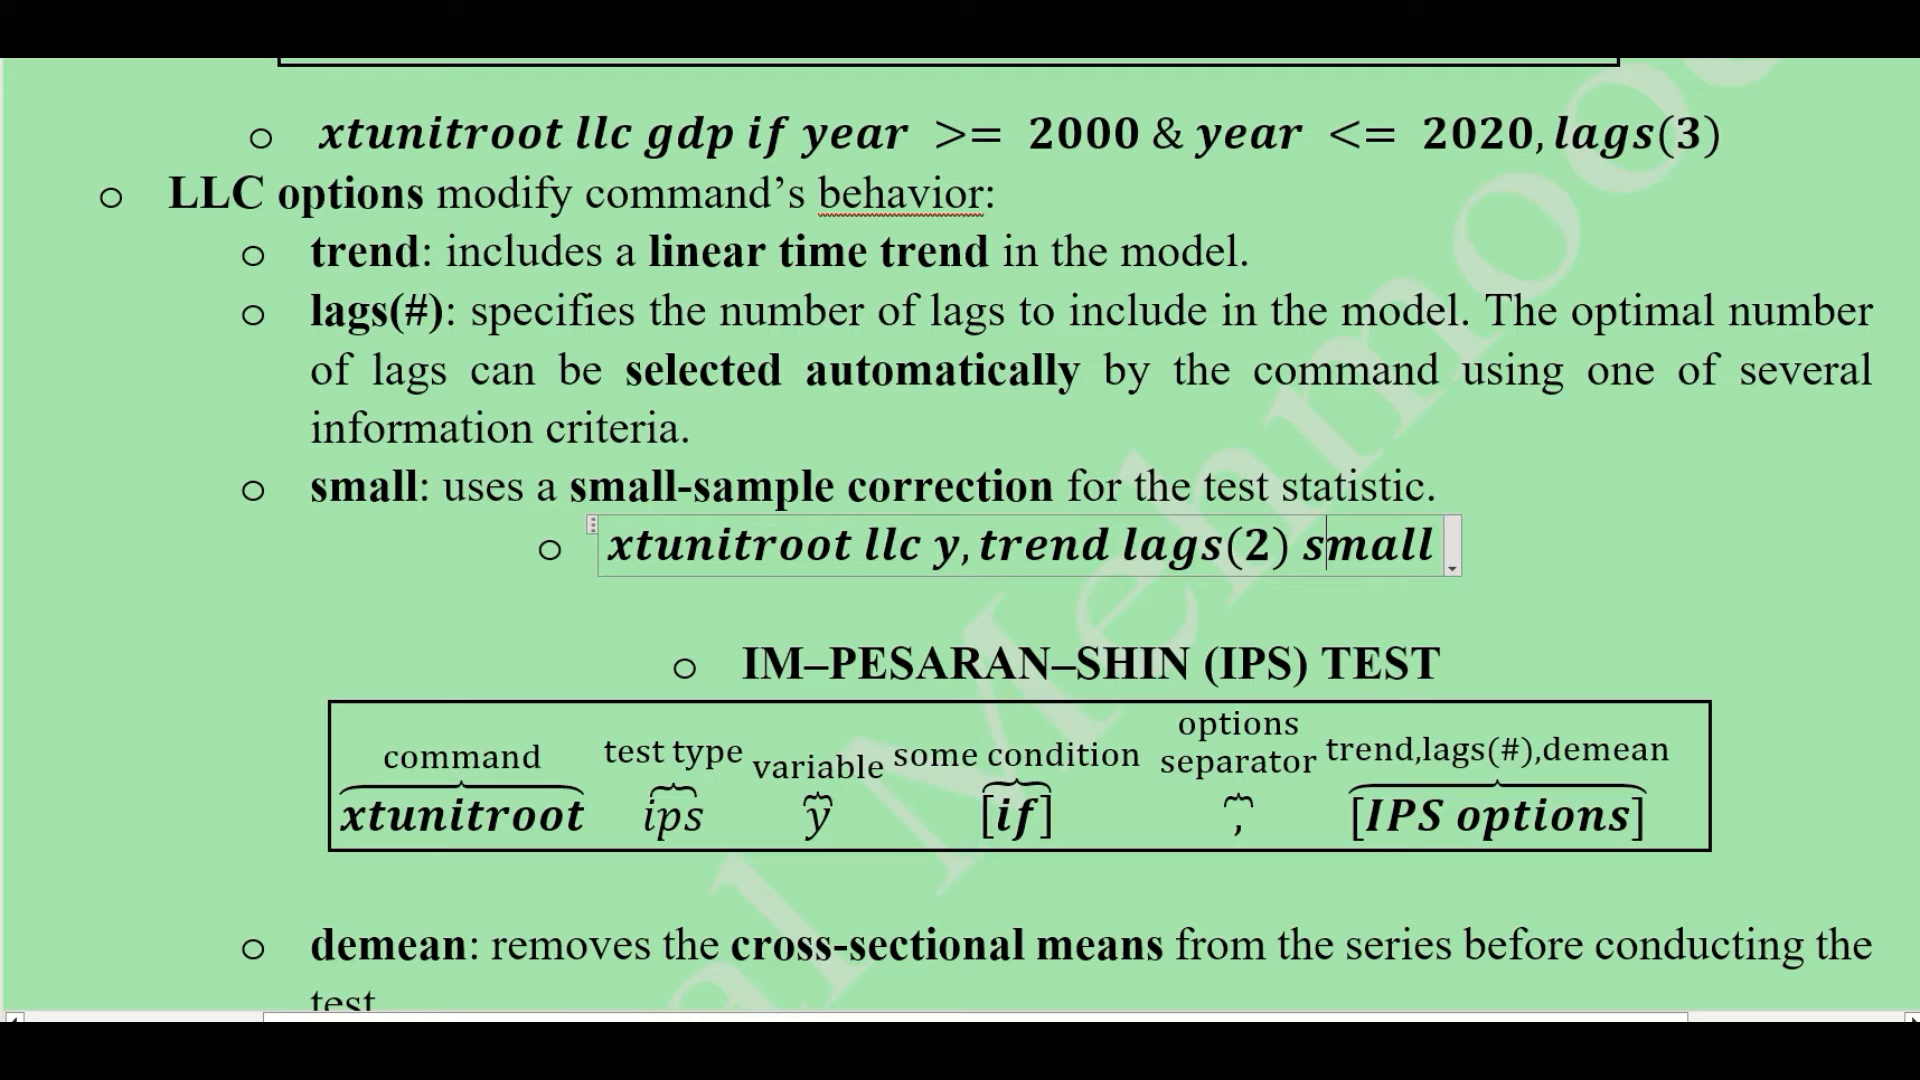 ○ xtunitroot llc gdp if year >= 2000 & year <= 2020, lags(3)
○ LLC options modify command’s behavior:
○ trend: includes a linear time trend in the model.
○ lags(#): specifies the number of lags to include in the model. The optimal number
of lags can be selected automatically by the command using one of several
information criteria.
○ small: uses a small-sample correction for the test statistic.
○ xtunitroot llc y, trend lags(2) small
○ IM–PESARAN–SHIN (IPS) TEST
command test type variable some condition options separator trend,lags(#),demean
xtunitroot ips y [if] , [IPS options]
○ demean: removes the cross-sectional means from the series before conducting the
test